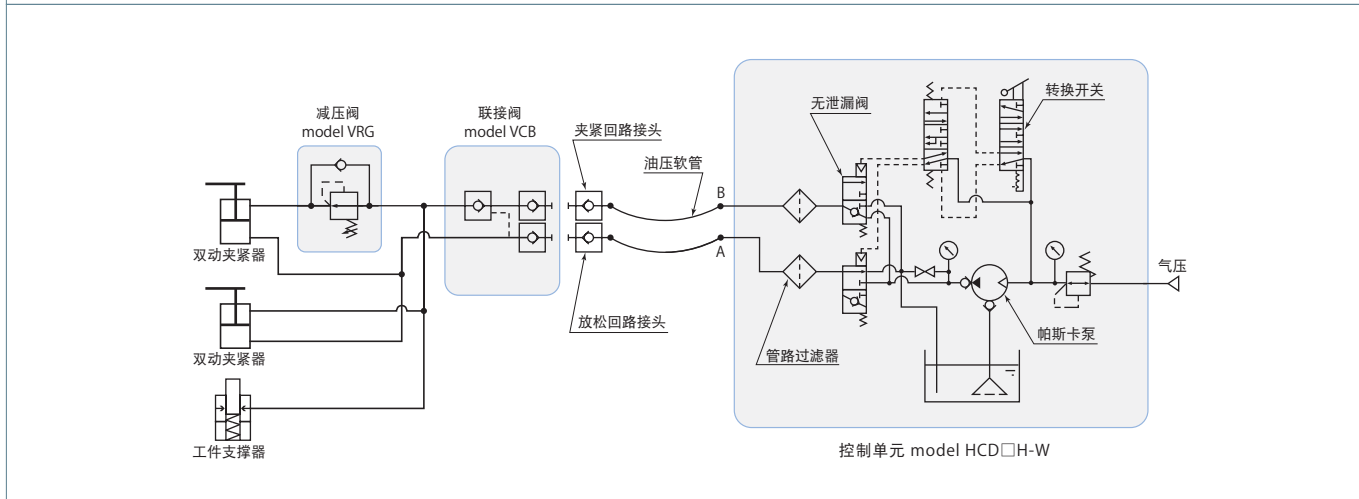 减压阀
model VRG
联接阀
model VCB
夹紧回路接头
油压软管
无泄漏阀
转换开关
B
A
双动夹紧器
气压
放松回路接头
管路过滤器
帕斯卡泵
双动夹紧器
工件支撑器
控制单元 model HCD□H-W